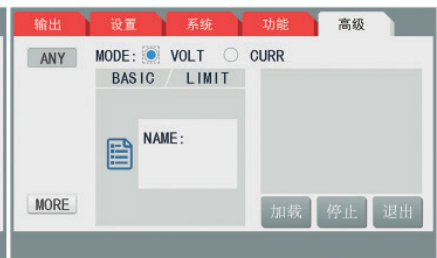 输出 设置 系统 功能 高级
ANY MODE: VOLT CURR
BASIC / LIMIT
NAME:
MORE 加载 停止 退出